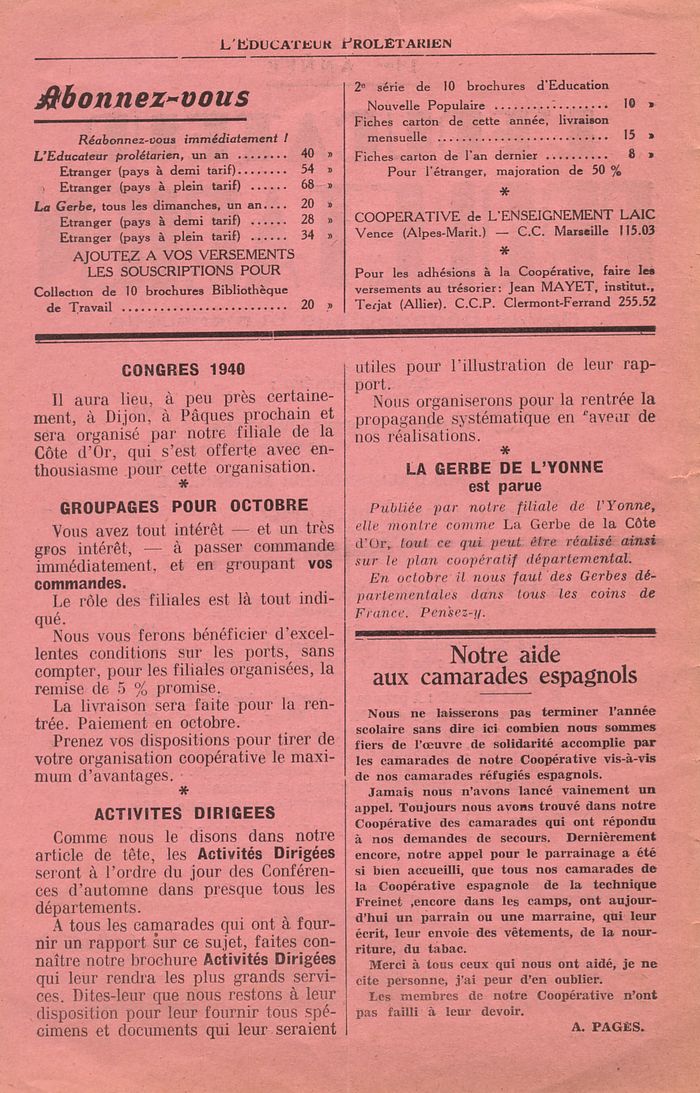 L'EDUCATEUR PROLETARIEN
Abonnez-vous
Réabonnez-vous immédiatement !
L'Educateur prolétarien, un an ........ 40 »
Etranger (pays à demi tarif)........ 54 »
Etranger (pays à plein tarif) ...... 68 »
La Gerbe, tous les dimanches, un an.... 20 »
Etranger (pays à demi tarif) ...... 28 »
Etranger (pays à plein tarif) ...... 34 »
AJOUTEZ A VOS VERSEMENTS
LES SOUSCRIPTIONS POUR
Collection de 10 brochures Bibliothèque
de Travail .......................... 20 »
2e série de 10 brochures d'Education
Nouvelle Populaire .................. 10 »
Fiches carton de cette année, livraison
mensuelle ........................... 15 »
Fiches carton de l'an dernier .......... 8 »
Pour l'étranger, majoration de 50 %
*
COOPERATIVE de L'ENSEIGNEMENT LAIC
Vence (Alpes-Marit.) — C.C. Marseille 115.03
*
Pour les adhésions à la Coopérative, faire les
versements au trésorier: Jean MAYET, institut.,
Terjat (Allier). C.C.P. Clermont-Ferrand 255.52
CONGRES 1940
Il aura lieu, à peu près certaine-
ment, à Dijon, à Pâques prochain et
sera organisé par notre filiale de la
Côte d'Or, qui s'est offerte avec en-
thousiasme pour cette organisation.
*
GROUPAGES POUR OCTOBRE
Vous avez tout intérêt — et un très
gros intérêt, — à passer commande
immédiatement, et en groupant vos
commandes.
Le rôle des filiales est là tout indi-
qué.
Nous vous ferons bénéficier d'excel-
lentes conditions sur les ports, sans
compter, pour les filiales organisées, la
remise de 5 % promise.
La livraison sera faite pour la ren-
trée. Paiement en octobre.
Prenez vos dispositions pour tirer de
votre organisation coopérative le maxi-
mum d'avantages.
*
ACTIVITES DIRIGEES
Comme nous le disons dans notre
article de tête, les Activités Dirigées
seront à l'ordre du jour des Conféren-
ces d'automne dans presque tous les
départements.
A tous les camarades qui ont à four-
nir un rapport sur ce sujet, faites con-
naître notre brochure Activités Dirigées
qui leur rendra les plus grands servi-
ces. Dites-leur que nous restons à leur
disposition pour leur fournir tous spé-
cimens et documents qui leur seraient
utiles pour l'illustration de leur rap-
port.
Nous organiserons pour la rentrée la
propagande systématique en faveur de
nos réalisations.
*
LA GERBE DE L'YONNE
est parue
Publiée par notre filiale de l'Yonne,
elle montre comme La Gerbe de la Côte
d'Or, tout ce qui peut être réalisé ainsi
sur le plan coopératif départemental.
En octobre il nous faut des Gerbes dé-
partementales dans tous les coins de
France. Pensez-y.
Notre aide
aux camarades espagnols
Nous ne laisserons pas terminer l'année
scolaire sans dire ici combien nous sommes
fiers de l'œuvre de solidarité accomplie par
les camarades de notre Coopérative vis-à-vis
de nos camarades réfugiés espagnols.
Jamais nous n'avons lancé vainement un
appel. Toujours nous avons trouvé dans notre
Coopérative des camarades qui ont répondu
à nos demandes de secours. Dernièrement
encore, notre appel pour le parrainage a été
si bien accueilli, que tous nos camarades de
la Coopérative espagnole de la technique
Freinet ,encore dans les camps, ont aujour-
d'hui un parrain ou une marraine, qui leur
écrit, leur envoie des vêtements, de la nour-
riture, du tabac.
Merci à tous ceux qui nous ont aidé, je ne
cite personne, j'ai peur d'en oublier.
Les membres de notre Coopérative n'ont
pas failli à leur devoir.
A. PAGÈS.